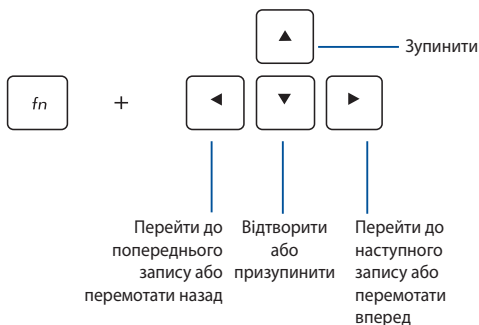 Зупинити
fn
+
Перейти до
попереднього
запису або
перемотати назад
Відтворити
або
призупинити
Перейти до
наступного
запису або
перемотати
вперед